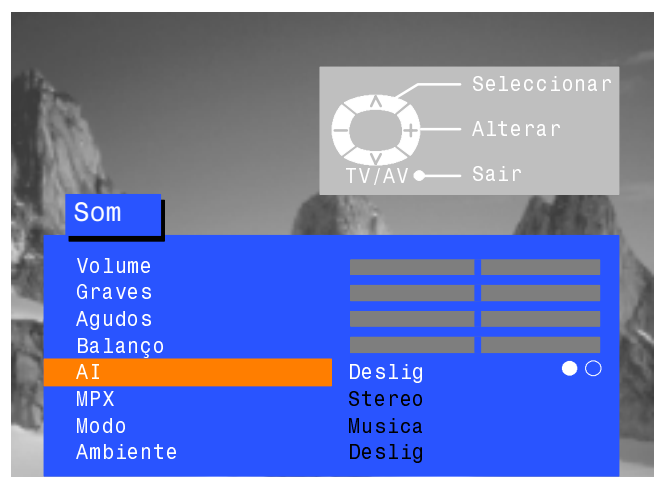 Seleccionar
Alterar
TV/AV Sair
Som
Volume
Graves
Agudos
Balanço
AI Deslig
MPX Stereo
Modo Musica
Ambiente Deslig